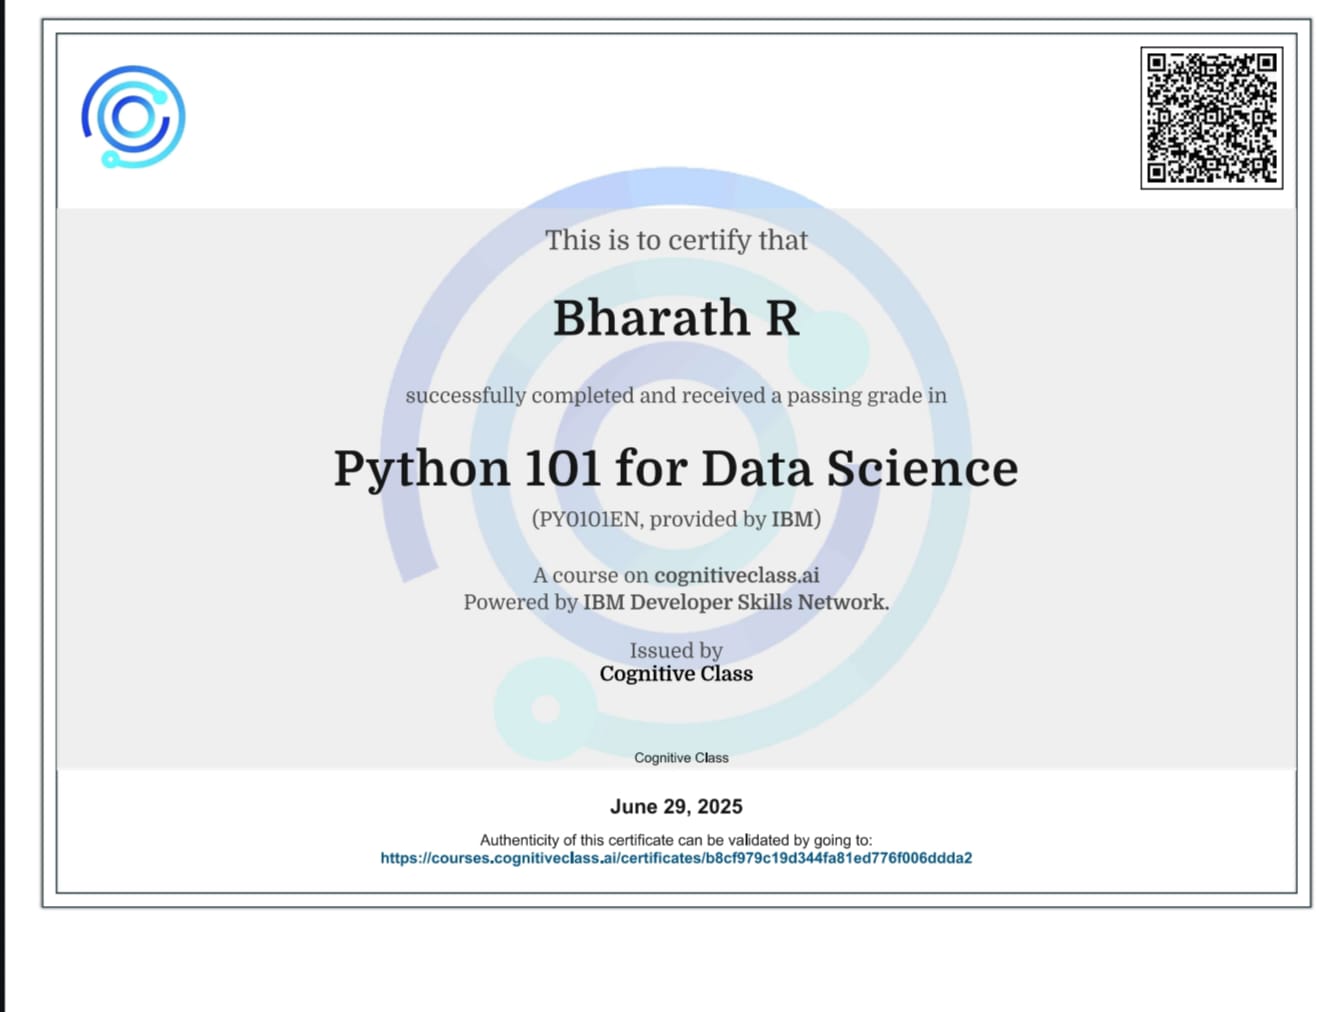 This is to certify that
Bharath R
successfully completed and received a passing grade in
Python 101 for Data Science
(PY0101EN, provided by IBM)
A course on cognitiveclass.ai
Powered by IBM Developer Skills Network.
Issued by
Cognitive Class
Cognitive Class
June 29, 2025
Authenticity of this certificate can be validated by going to:
https://courses.cognitiveclass.ai/certificates/b8cf979c19d344fa81ed776f006ddda2